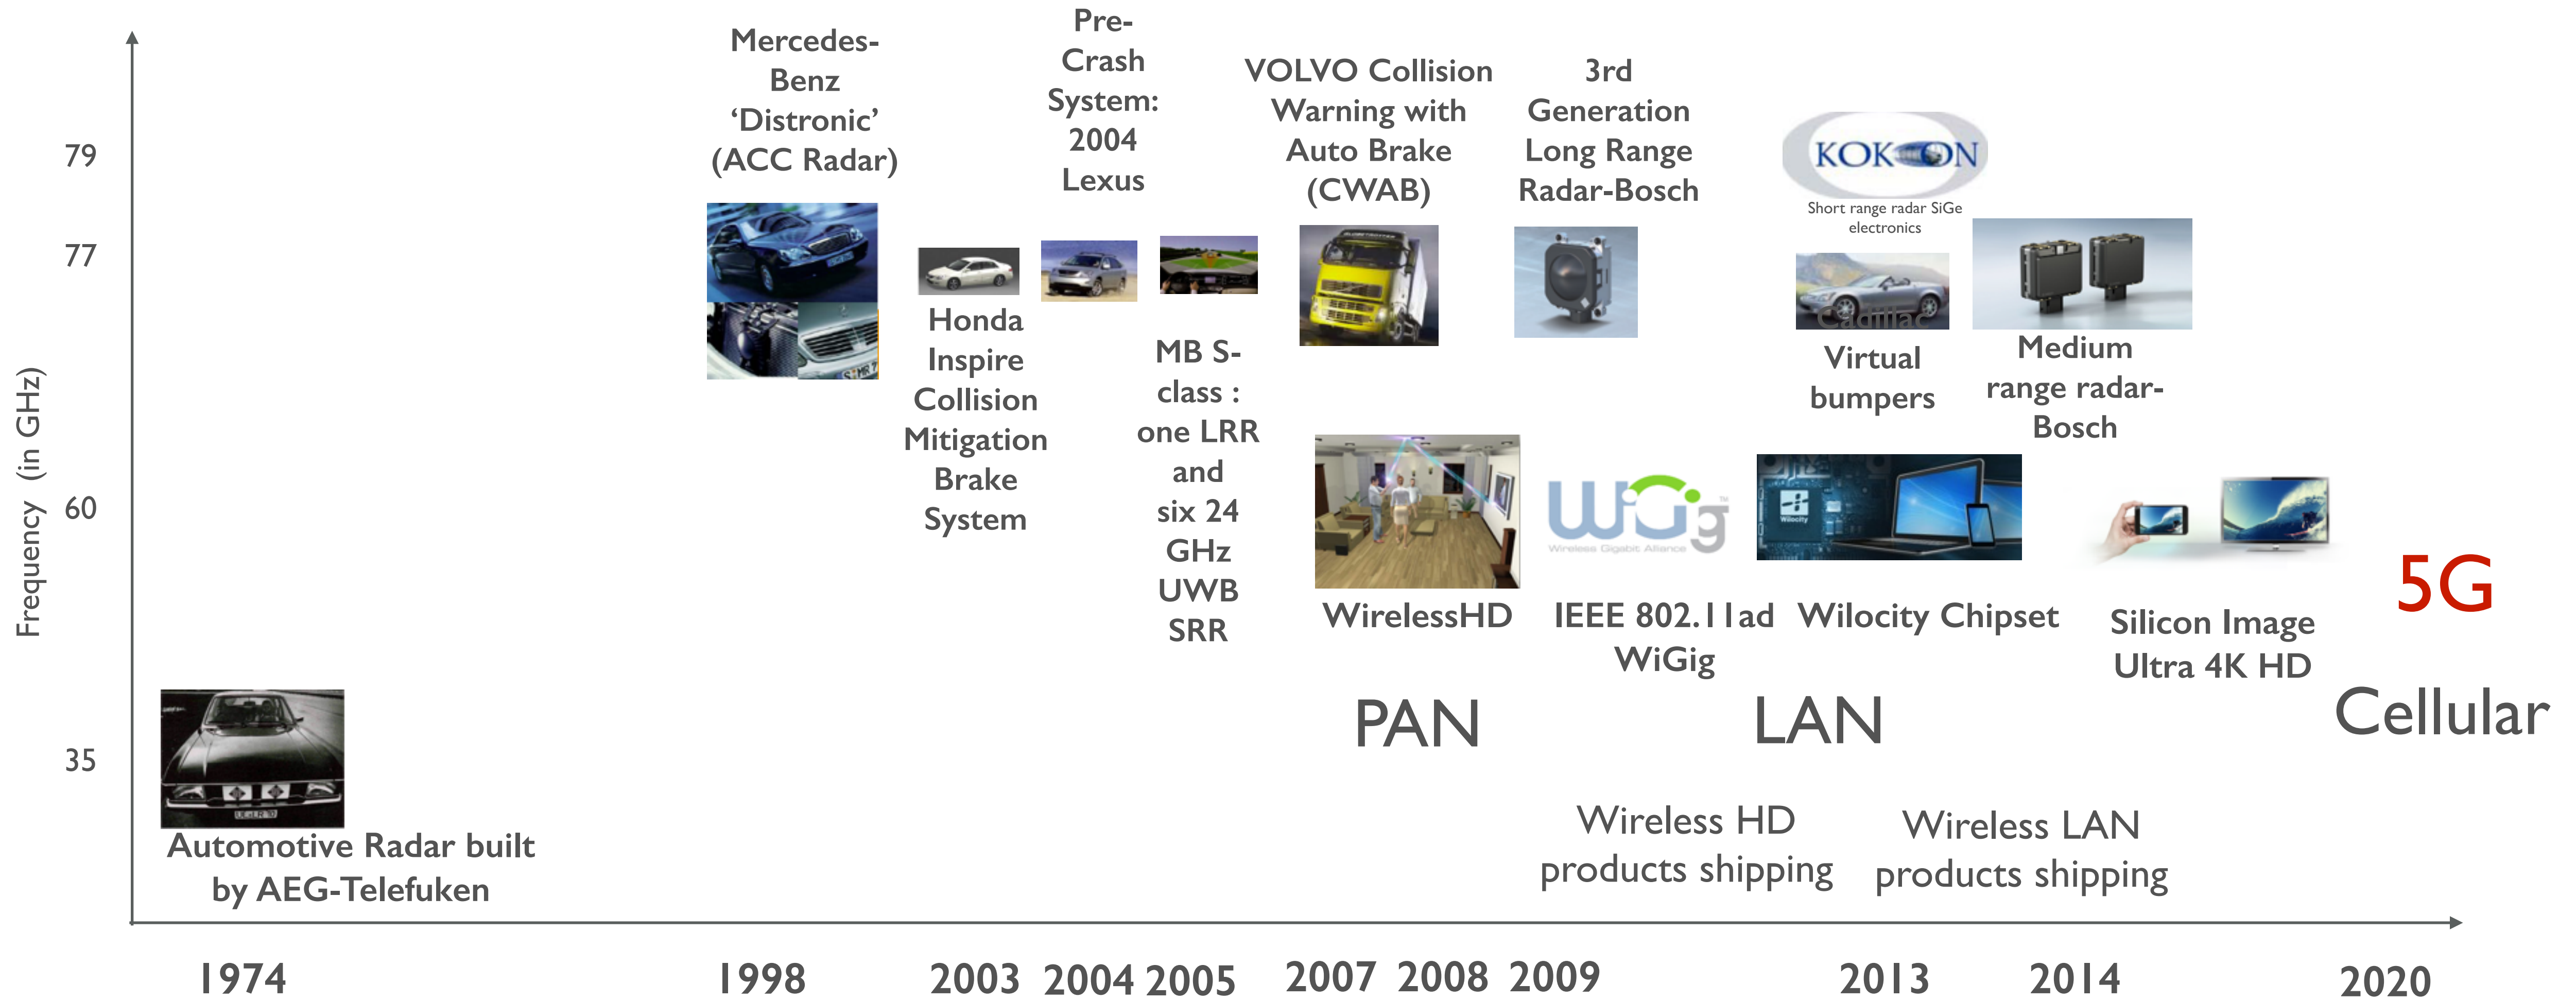 Frequency (in GHz)
79
77
60
35
Automotive Radar built
by AEG-Telefuken
Mercedes-
Benz
‘Distronic’
(ACC Radar)
Honda
Inspire
Collision
Mitigation
Brake
System
Pre-
Crash
System:
2004
Lexus
MB S-
class :
one LRR
and
six 24
GHz
UWB
SRR
VOLVO Collision
Warning with
Auto Brake
(CWAB)
3rd
Generation
Long Range
Radar-Bosch
KOKON
Short range radar SiGe
electronics
Cadillac
Virtual
bumpers
Medium
range radar-
Bosch
WirelessHD
WiGig
Wireless Gigabit Alliance
IEEE 802.11ad
WiGig
Wilocity
Wilocity Chipset
Silicon Image
Ultra 4K HD
5G
PAN
LAN
Cellular
Wireless HD
products shipping
Wireless LAN
products shipping
1974
1998
2003
2004
2005
2007
2008
2009
2013
2014
2020